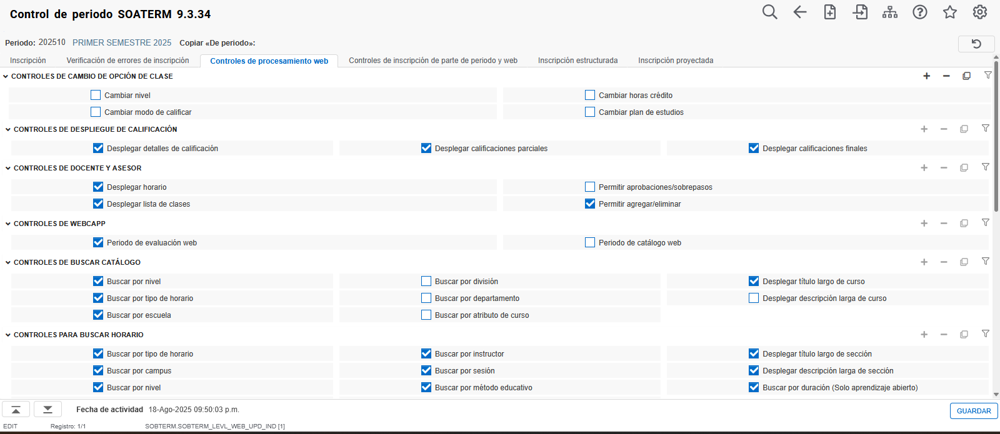 Control de periodo SOATERM 9.3.34
Periodo: 202510 PRIMER SEMESTRE 2025 Copiar «De periodo»:
Inscripción Verificación de errores de inscripción Controles de procesamiento web Controles de inscripción de parte de periodo y web Inscripción estructurada Inscripción proyectada
CONTROLES DE CAMBIO DE OPCIÓN DE CLASE
Cambiar nivel Cambiar horas crédito
Cambiar modo de calificar Cambiar plan de estudios
CONTROLES DE DESPLIEGUE DE CALIFICACIÓN
Desplegar detalles de calificación Desplegar calificaciones parciales Desplegar calificaciones finales
CONTROLES DE DOCENTE Y ASESOR
Desplegar horario Permitir aprobaciones/sobrepasos
Desplegar lista de clases Permitir agregar/eliminar
CONTROLES DE WEBCAPP
Periodo de evaluación web Periodo de catálogo web
CONTROLES DE BUSCAR CATÁLOGO
Buscar por nivel Buscar por división Desplegar título largo de curso
Buscar por tipo de horario Buscar por departamento Desplegar descripción larga de curso
Buscar por escuela Buscar por atributo de curso
CONTROLES PARA BUSCAR HORARIO
Buscar por tipo de horario Buscar por instructor Desplegar título largo de sección
Buscar por campus Buscar por sesión Desplegar descripción larga de sección
Buscar por nivel Buscar por método educativo Buscar por duración (Solo aprendizaje abierto)
Fecha de actividad 18-Ago-2025 09:50:03 p.m. GUARDAR
EDIT Registro: 1/1 SOBTERM.SOBTERM_LEVL_WEB_UPD_IND [1]